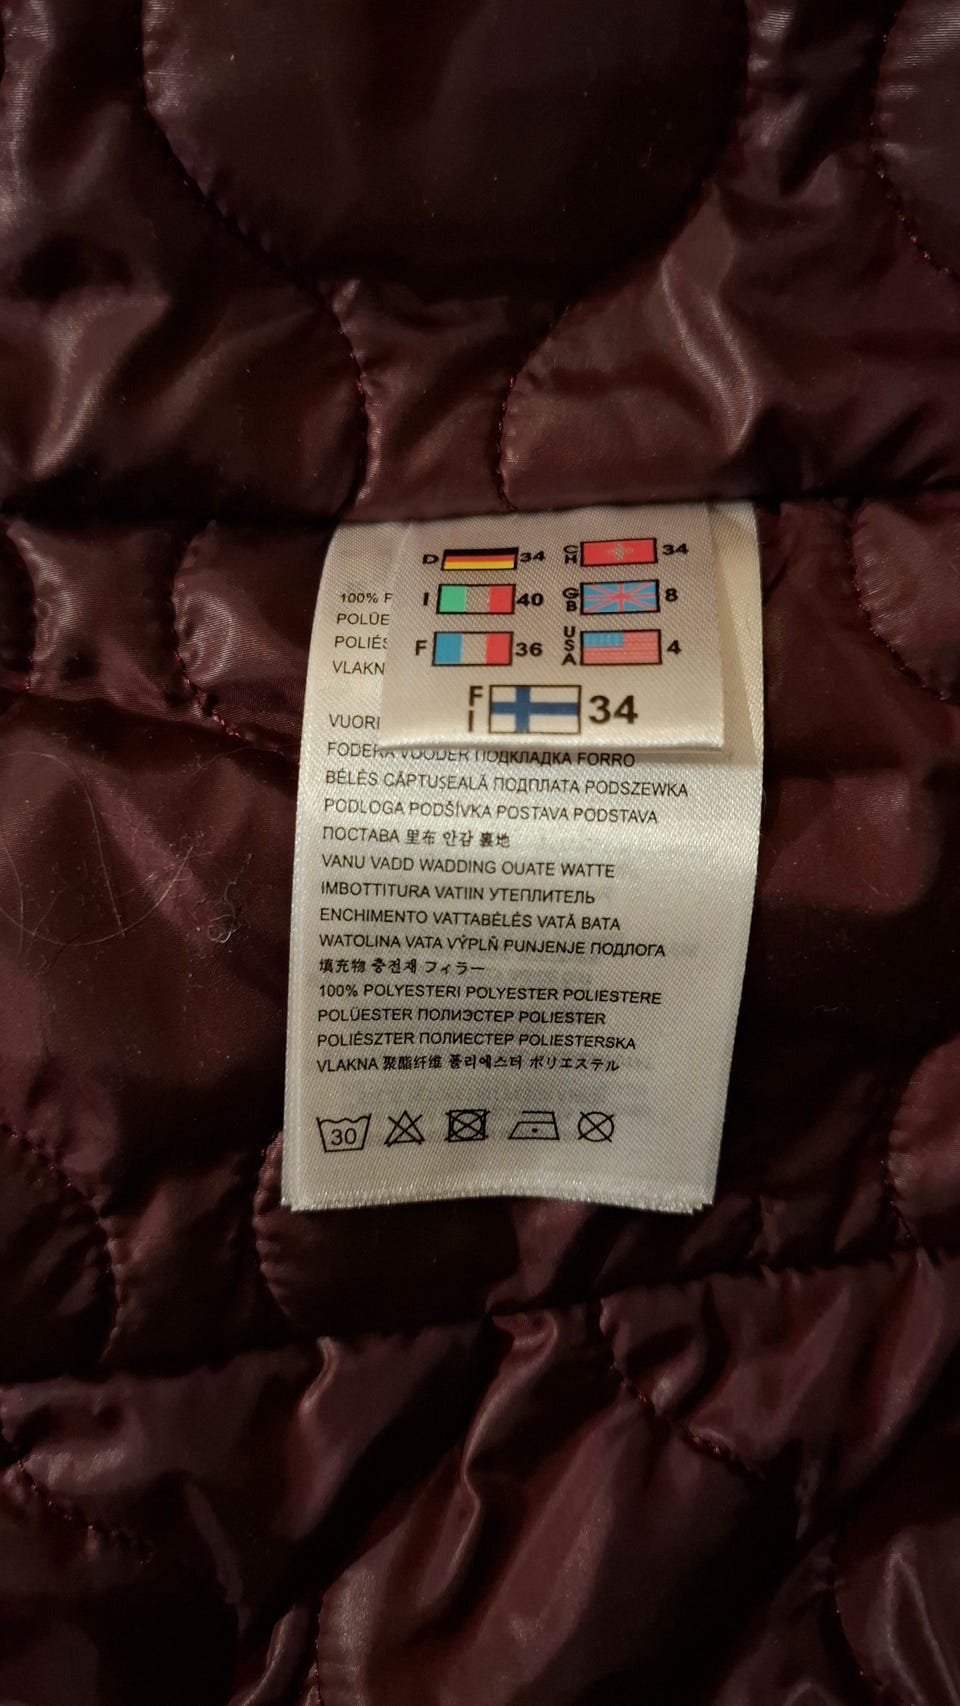 D 34 CH 34
I 40 GB 8
F 36 USA 4
FI 34
100%
VUORI
FODERA VOODER ПОДКЛАДКА FORRO
BÉLÉS CĂPTUŞEALĂ ПОДПЛАТА PODSZEWKA
PODLOGA PODŠÍVKA POSTAVA PODSTAVA
ПОСТАВА 里布 안감 裏地
VANU VADD WADDING OUATE WATTE
IMBOTTITURA VATIIN УТЕПЛИТЕЛЬ
ENCHIMENTO VATTABÉLÉS VATĂ BATA
WATOLINA VATA VÝPLŇ PUNJENJE ПОДЛОГА
填充物 충전재 フィラー
100% POLYESTERI POLYESTER POLIESTERE
POLÜESTER ПОЛИЭСТЕР POLIESTER
POLIÉSZTER ПОЛИЕСТЕР POLIESTERSKA
VLAKNA 聚酯纤维 폴리에스터 ポリエステル
30